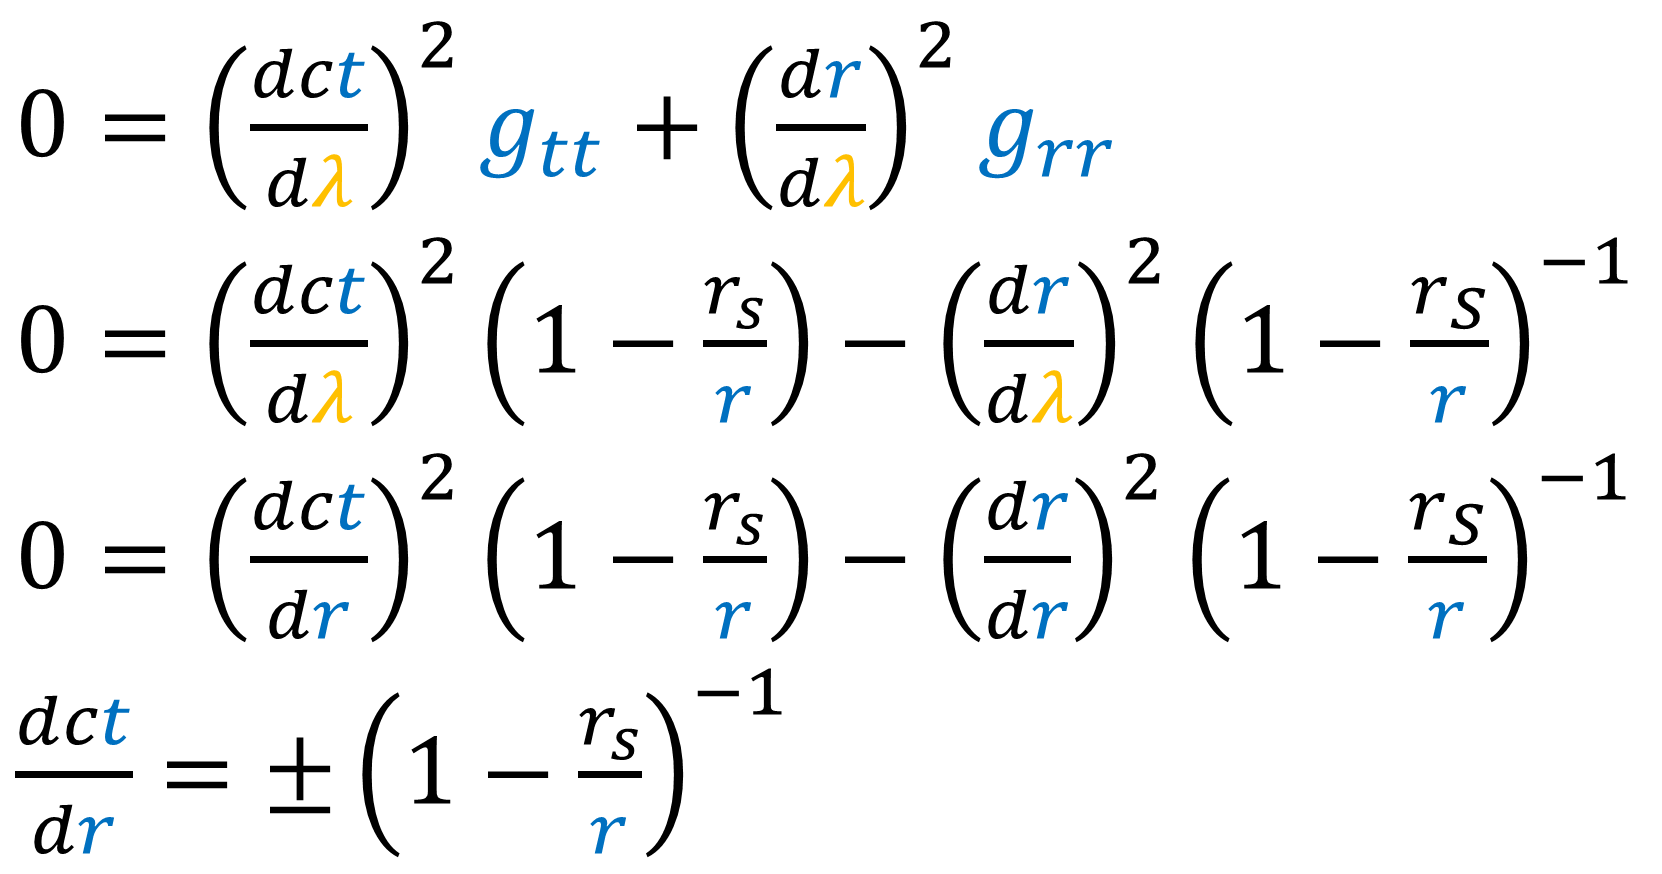 0 = (dct/dλ)² g_tt + (dr/dλ)² g_rr
0 = (dct/dλ)² (1 − r_s/r) − (dr/dλ)² (1 − r_S/r)⁻¹
0 = (dct/dr)² (1 − r_s/r) − (dr/dr)² (1 − r_S/r)⁻¹
dct/dr = ± (1 − r_s/r)⁻¹